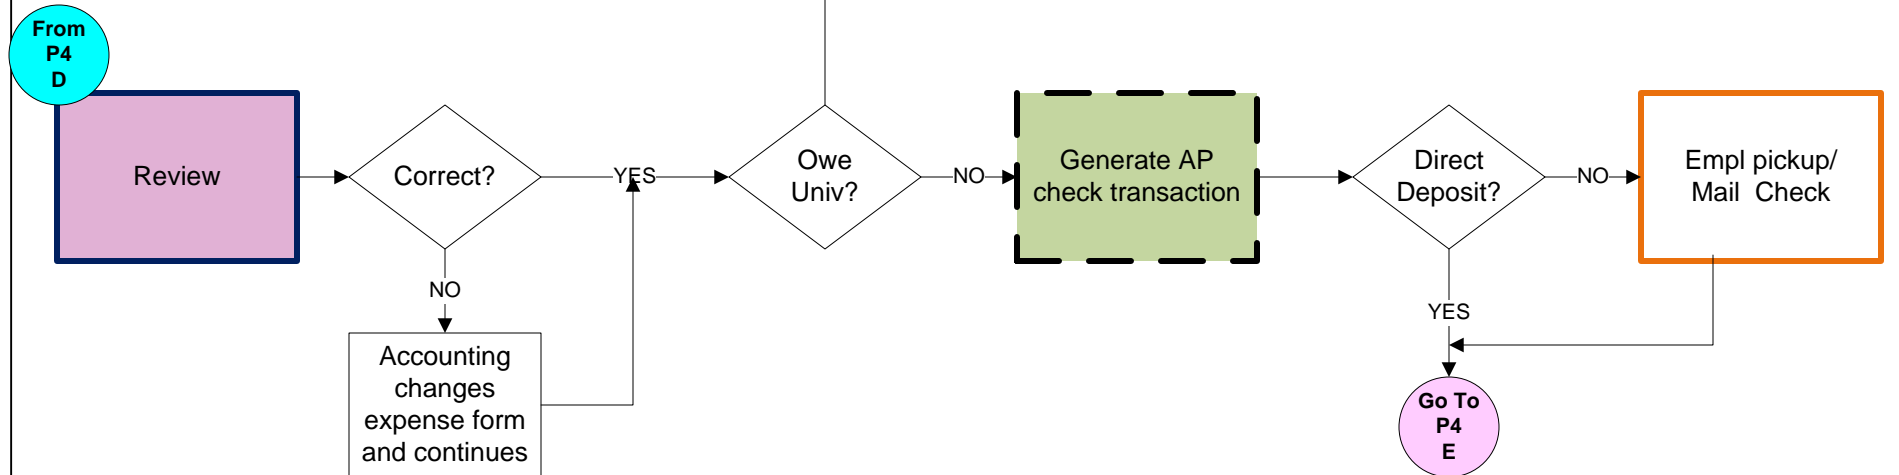 From
P4
D
Review
Correct?
YES
NO
Accounting
changes
expense form
and continues
Owe
Univ?
NO
Generate AP
check transaction
Direct
Deposit?
NO
YES
Empl pickup/
Mail  Check
Go To
P4
E